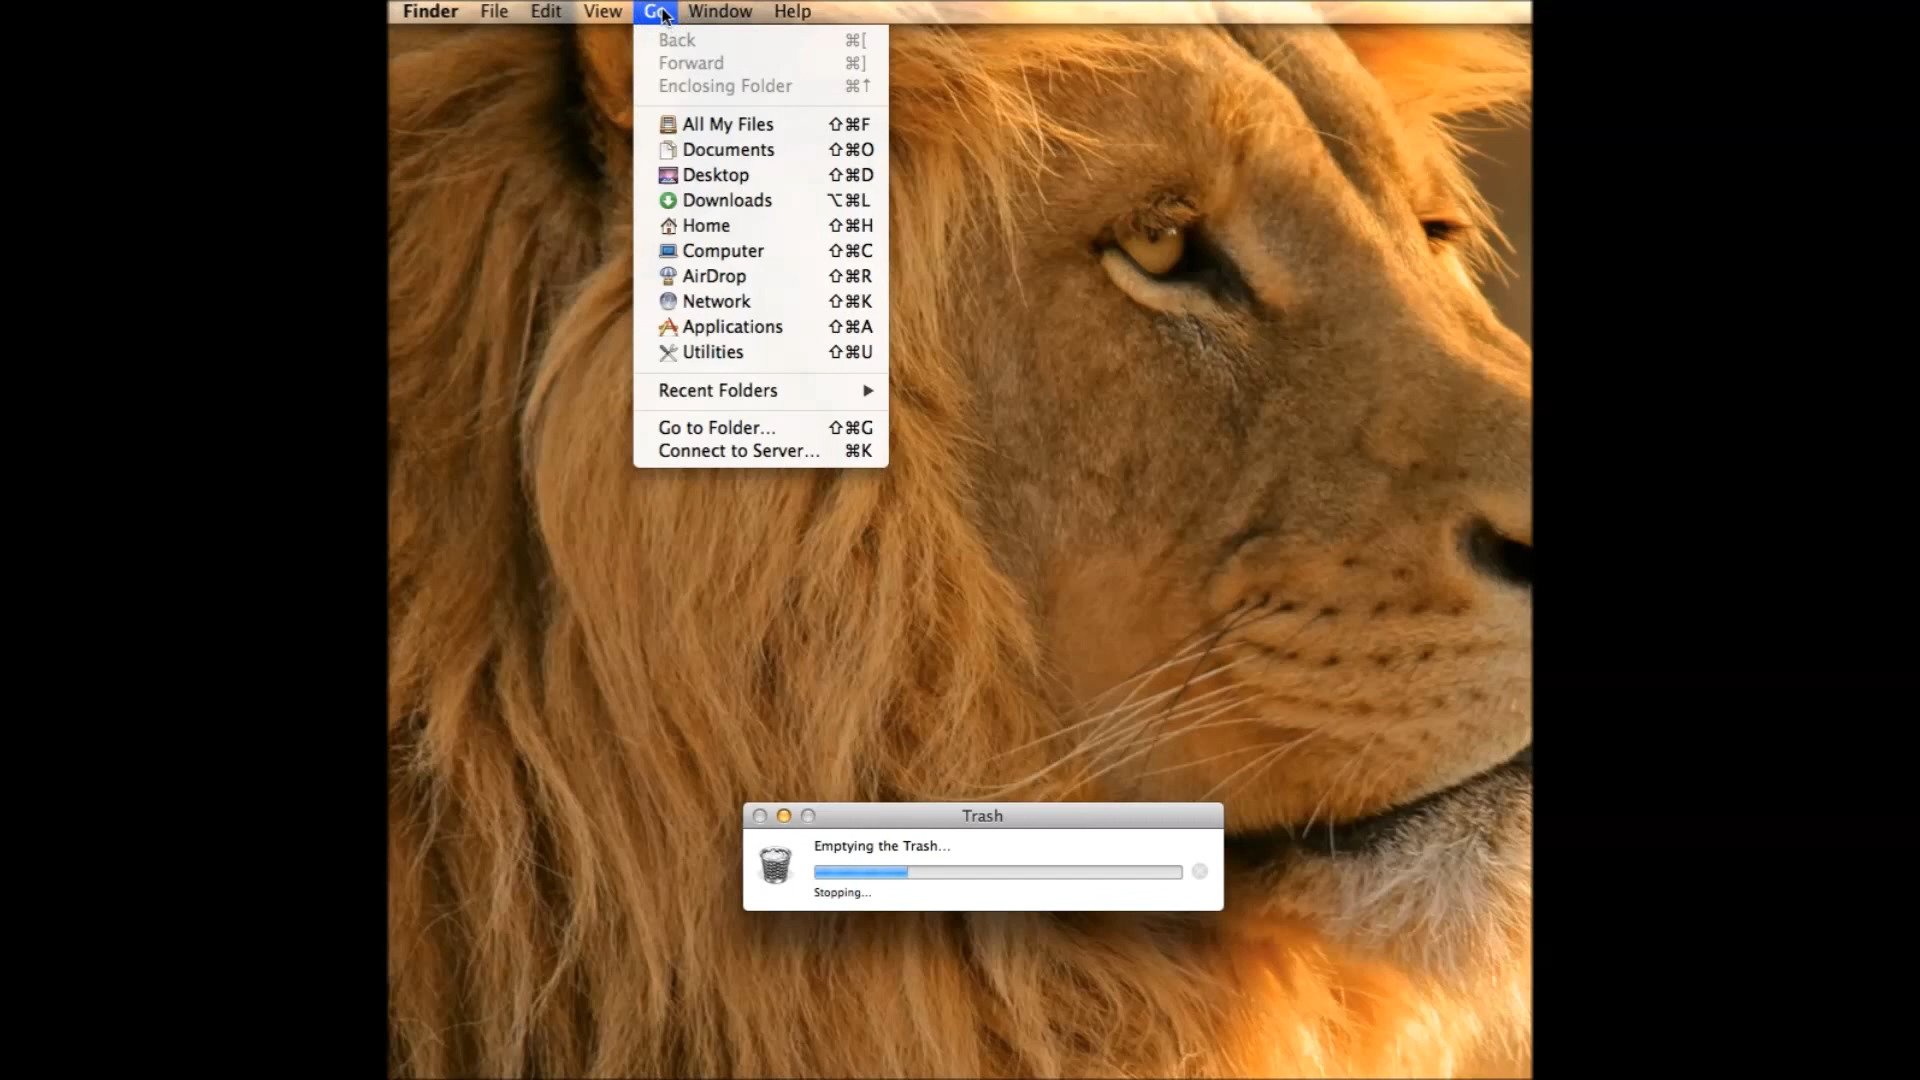 Finder File Edit View Go Window Help
Back ⌘[
Forward ⌘]
Enclosing Folder ⌘↑
All My Files ⇧⌘F
Documents ⇧⌘O
Desktop ⇧⌘D
Downloads ⌥⌘L
Home ⇧⌘H
Computer ⇧⌘C
AirDrop ⇧⌘R
Network ⇧⌘K
Applications ⇧⌘A
Utilities ⇧⌘U
Recent Folders ▶
Go to Folder... ⇧⌘G
Connect to Server... ⌘K
Trash
Emptying the Trash...
Stopping...